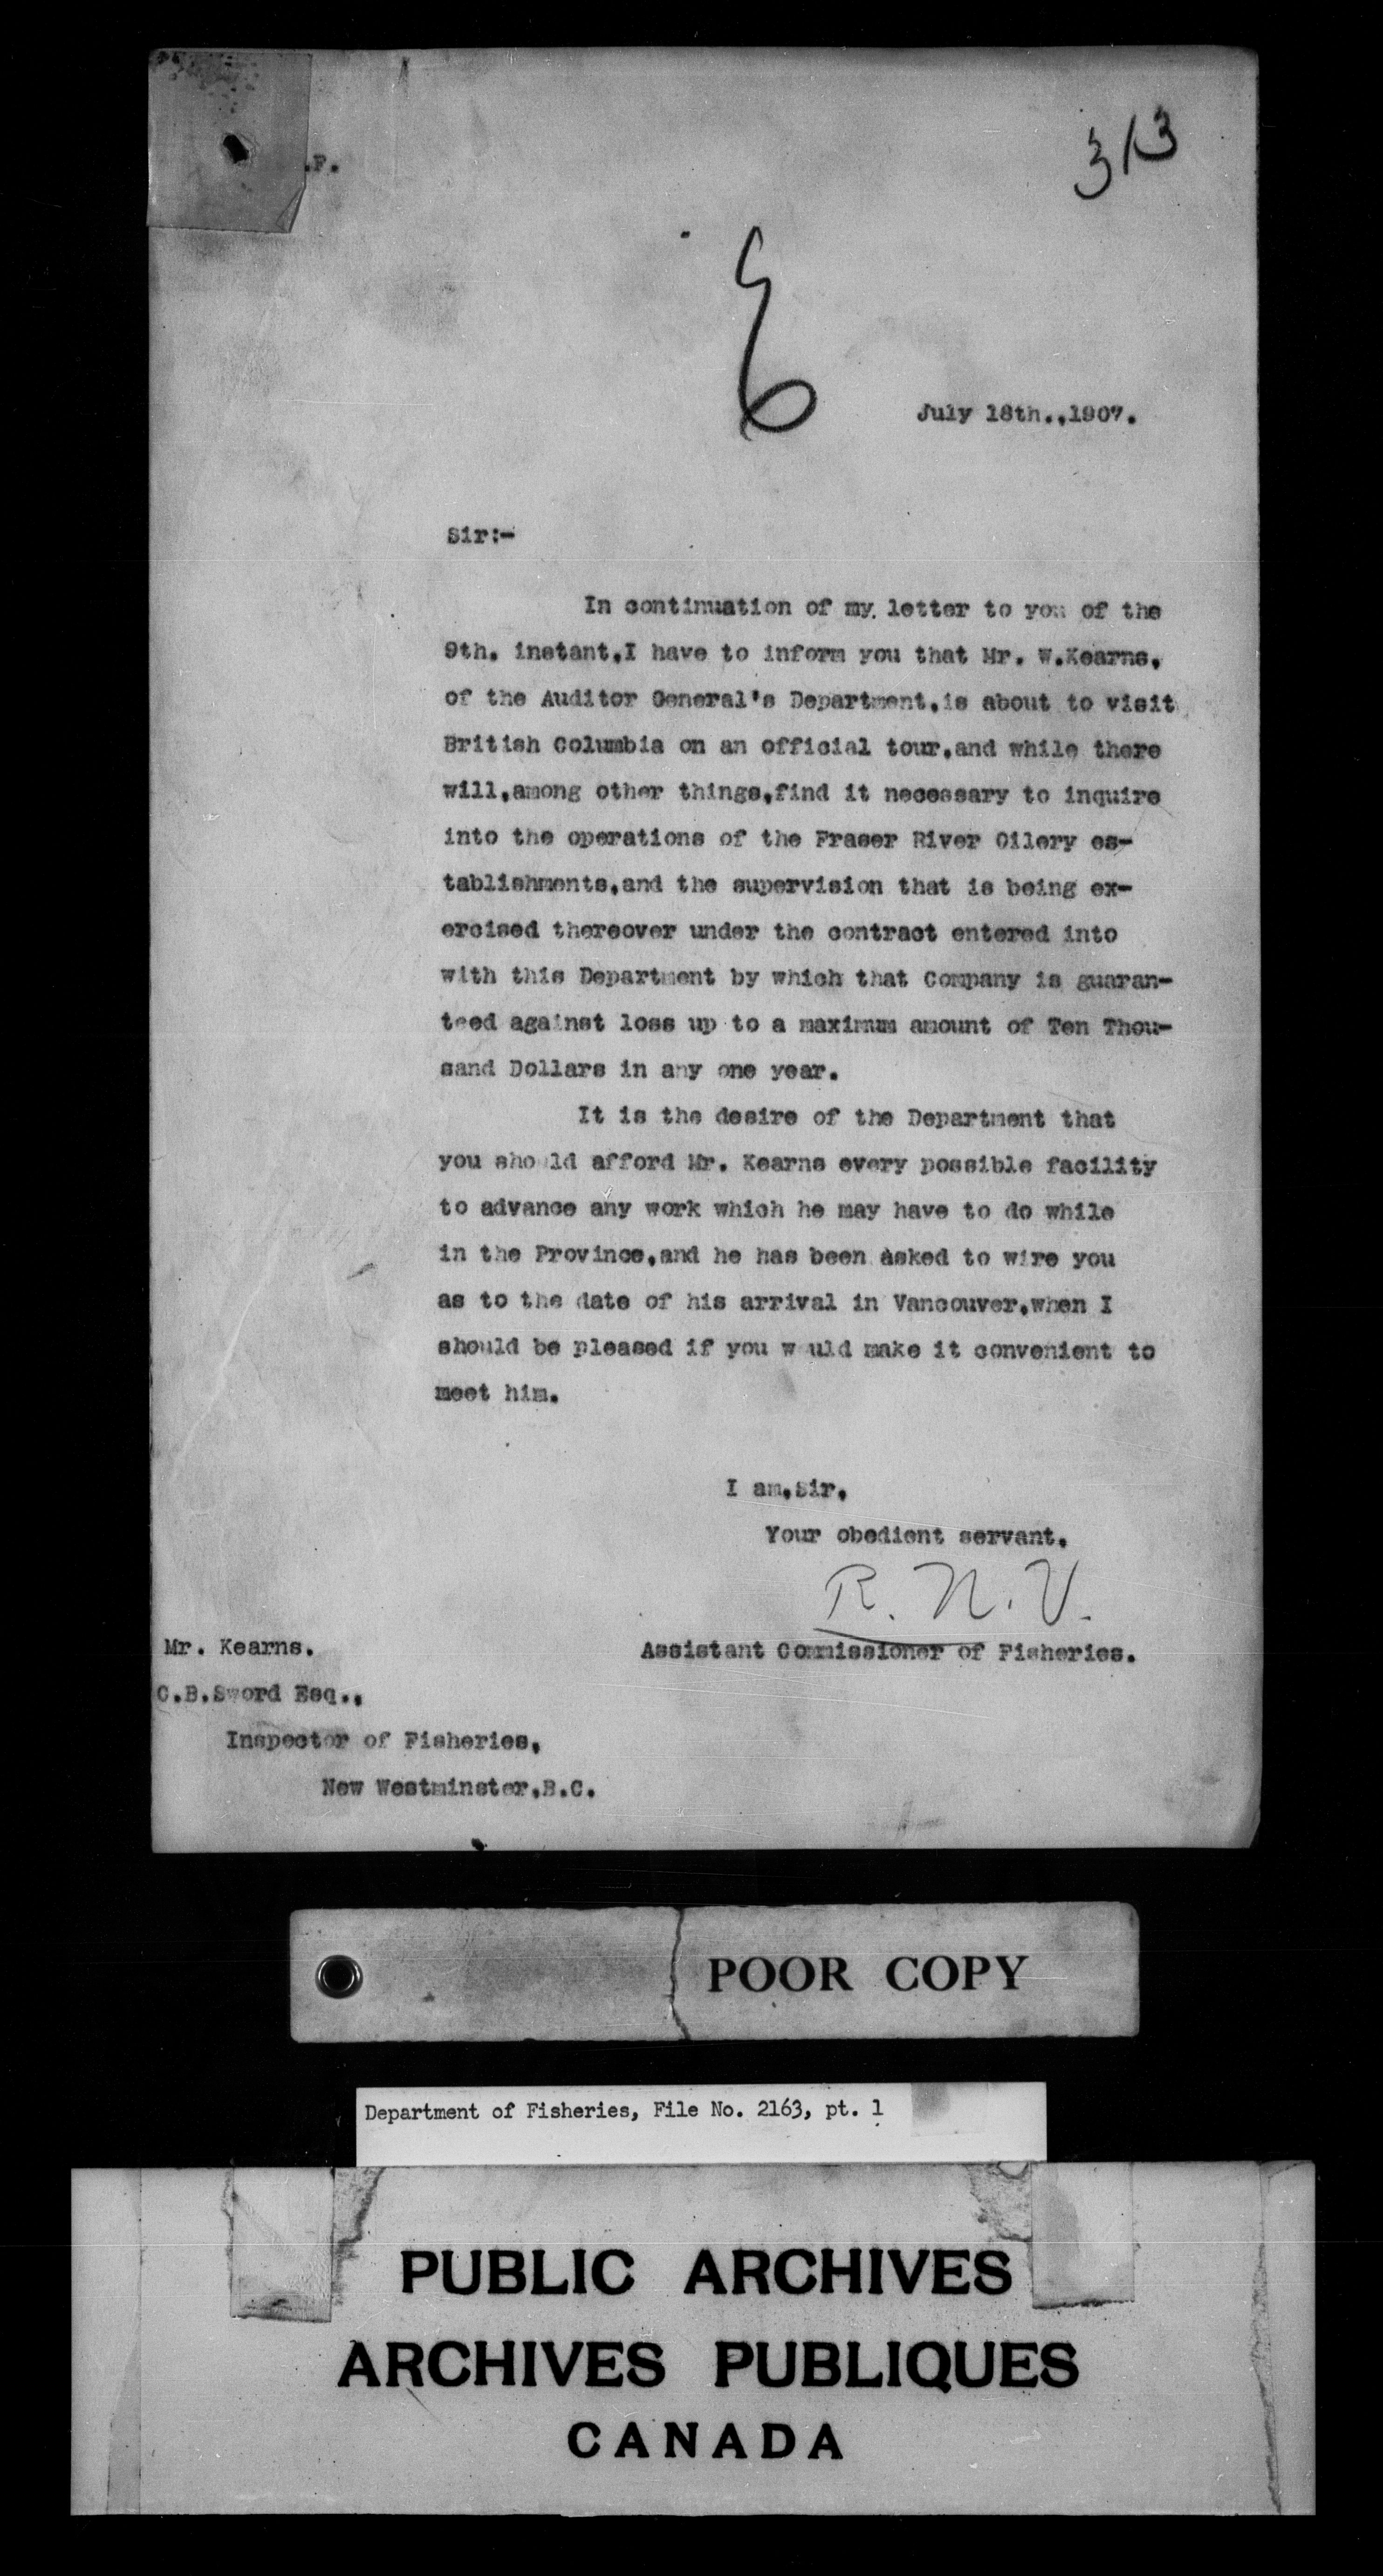 .F.
313
July 18th.,1907.
Sir:-
In continuation of my letter to you of the
9th. instant,I have to inform you that Mr. W.Kearns,
of the Auditor General's Department,is about to visit
British Columbia on an official tour,and while there
will,among other things,find it necessary to inquire
into the operations of the Fraser River Oilery es-
tablishments,and the supervision that is being ex-
ercised thereover under the contract entered into
with this Department by which that Company is guaran-
teed against loss up to a maximum amount of Ten Thou-
sand Dollars in any one year.
It is the desire of the Department that
you should afford Mr. Kearns every possible facility
to advance any work which he may have to do while
in the Province,and he has been asked to wire you
as to the date of his arrival in Vancouver,when I
should be pleased if you would make it convenient to
meet him.
I am,Sir,
Your obedient servant,
R. N. V.
Assistant Commissioner of Fisheries.
Mr. Kearns.
C.B.Sword Esq.,
Inspector of Fisheries,
New Westminster,B.C.
POOR COPY
Department of Fisheries, File No. 2163, pt. 1
PUBLIC ARCHIVES
ARCHIVES PUBLIQUES
CANADA